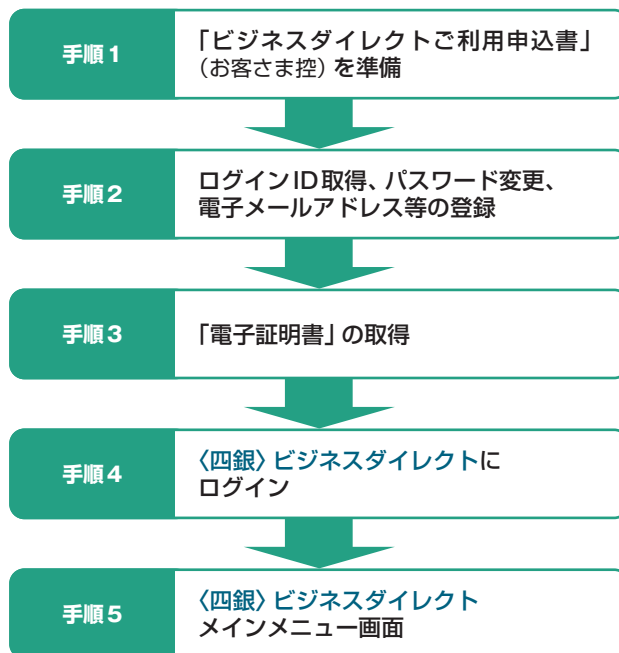 手順1
「ビジネスダイレクトご利用申込書」
（お客さま控）を準備
手順2
ログインID取得、パスワード変更、
電子メールアドレス等の登録
手順3
「電子証明書」の取得
手順4
〈四銀〉ビジネスダイレクトに
ログイン
手順5
〈四銀〉ビジネスダイレクト
メインメニュー画面